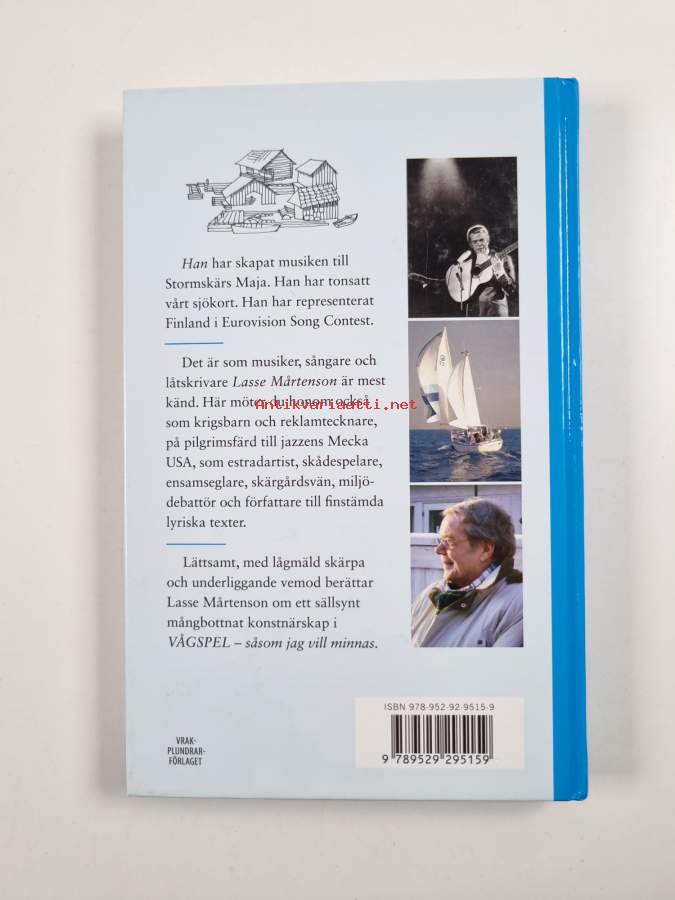 Han har skapat musiken till
Stormskärs Maja. Han har tonsatt
vårt sjökort. Han har representerat
Finland i Eurovision Song Contest.
Det är som musiker, sångare och
låtskrivare Lasse Mårtenson är mest
känd. Här möter du honom också
Antikvariaatti.net
som krigsbarn och reklamtecknare,
på pilgrimsfärd till jazzens Mecka
USA, som estradartist, skådespelare,
ensamseglare, skärgårdsvän, miljö-
debattör och författare till finstämda
lyriska texter.
Lättsamt, med lågmäld skärpa
och underliggande vemod berättar
Lasse Mårtenson om ett sällsynt
mångbottnat konstnärskap i
VÅGSPEL – såsom jag vill minnas.
VRAK-
PLUNDRAR-
FÖRLAGET
ISBN 978-952-92-9515-9
9 789529 295159